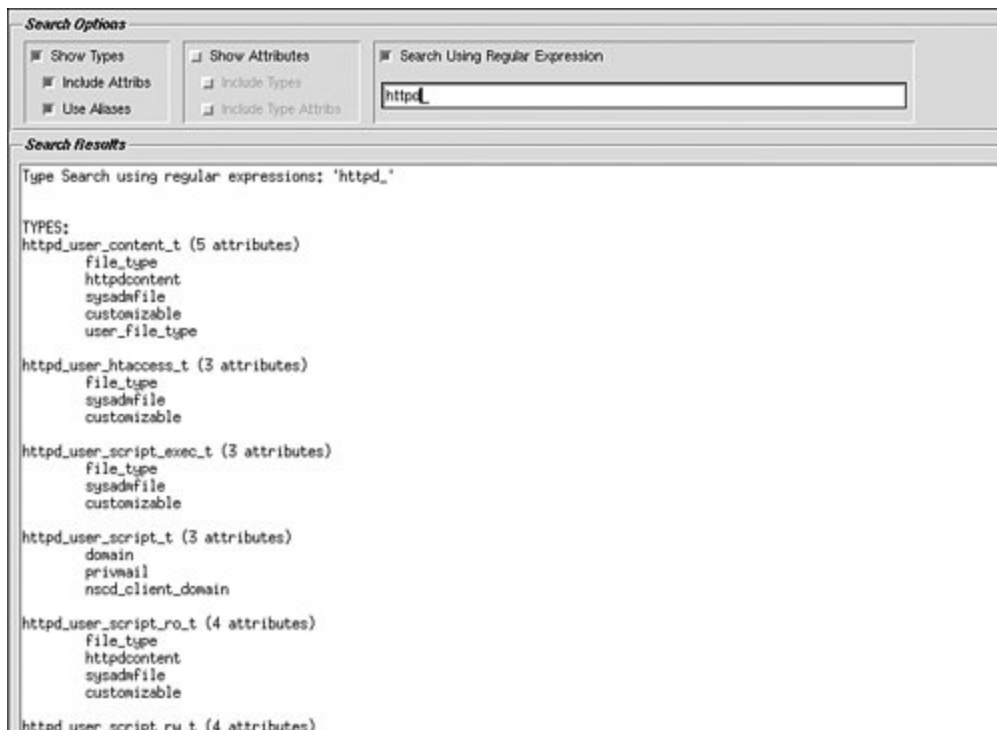 Search Options
Show Types
Include Attribs
Use Aliases
Show Attributes
Include Types
Include Type Attribs
Search Using Regular Expression
httpd_
Search Results
Type Search using regular expressions: 'httpd_'
TYPES:
httpd_user_content_t (5 attributes)
file_type
httpdcontent
sysadmfile
customizable
user_file_type
httpd_user_htaccess_t (3 attributes)
file_type
sysadmfile
customizable
httpd_user_script_exec_t (3 attributes)
file_type
sysadmfile
customizable
httpd_user_script_t (3 attributes)
domain
privmail
nscd_client_domain
httpd_user_script_ro_t (4 attributes)
file_type
httpdcontent
sysadmfile
customizable
httpd_user_script_rw_t (4 attributes)